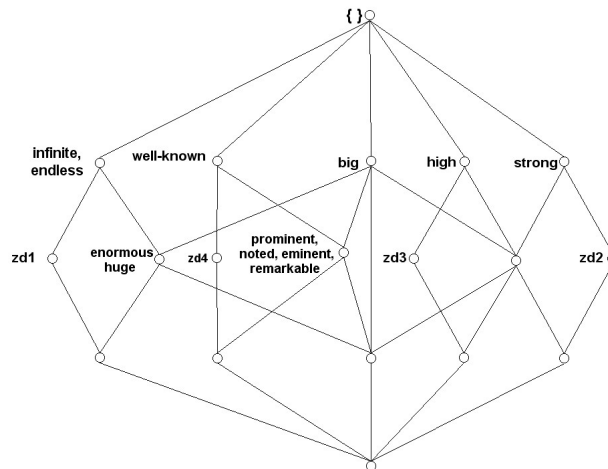 { }
infinite,
endless
well-known
big
high
strong
zd1
enormous
huge
zd4
prominent,
noted, eminent,
remarkable
zd3
zd2